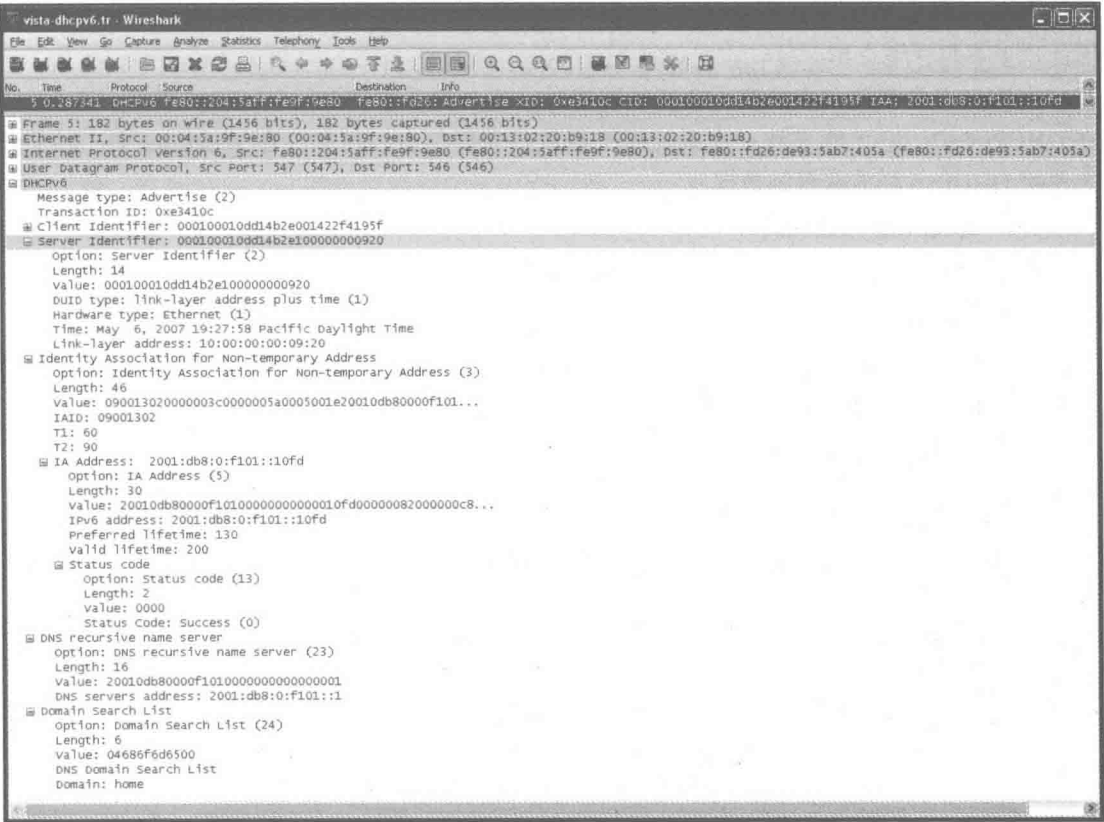 vista-dhcpv6.tr - Wireshark
File Edit View Go Capture Analyze Statistics Telephony Tools Help
No. Time Protocol Source Destination Info
5 0.287341 DHCPv6 fe80::204:5aff:fe9f:9e80 fe80::fd26: Advertise XID: 0xe3410c CID: 000100010dd14b2e001422f4195f IAA: 2001:db8:0:f101::10fd
Frame 5: 182 bytes on wire (1456 bits), 182 bytes captured (1456 bits)
Ethernet II, Src: 00:04:5a:9f:9e:80 (00:04:5a:9f:9e:80), Dst: 00:13:02:20:b9:18 (00:13:02:20:b9:18)
Internet Protocol Version 6, Src: fe80::204:5aff:fe9f:9e80 (fe80::204:5aff:fe9f:9e80), Dst: fe80::fd26:de93:5ab7:405a (fe80::fd26:de93:5ab7:405a)
User Datagram Protocol, Src Port: 547 (547), Dst Port: 546 (546)
DHCPv6
Message type: Advertise (2)
Transaction ID: 0xe3410c
Client Identifier: 000100010dd14b2e001422f4195f
Server Identifier: 000100010dd14b2e100000000920
Option: Server Identifier (2)
Length: 14
Value: 000100010dd14b2e100000000920
DUID type: link-layer address plus time (1)
Hardware type: Ethernet (1)
Time: May 6, 2007 19:27:58 Pacific Daylight Time
Link-layer address: 10:00:00:00:09:20
Identity Association for Non-temporary Address
Option: Identity Association for Non-temporary Address (3)
Length: 46
Value: 090013020000003c0000005a0005001e20010db80000f101...
IAID: 09001302
T1: 60
T2: 90
IA Address: 2001:db8:0:f101::10fd
Option: IA Address (5)
Length: 30
Value: 20010db80000f10100000000000010fd00000082000000c8...
IPv6 address: 2001:db8:0:f101::10fd
Preferred lifetime: 130
Valid lifetime: 200
Status code
Option: Status code (13)
Length: 2
Value: 0000
Status Code: Success (0)
DNS recursive name server
Option: DNS recursive name server (23)
Length: 16
Value: 20010db80000f1010000000000000001
DNS servers address: 2001:db8:0:f101::1
Domain Search List
Option: Domain Search List (24)
Length: 6
Value: 04686f6d6500
DNS Domain Search List
Domain: home